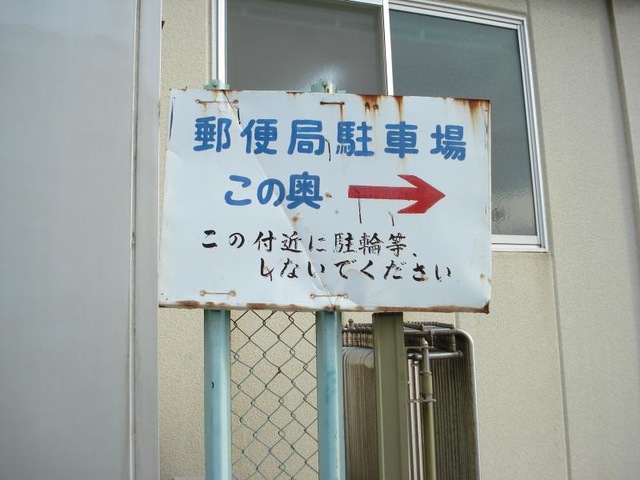 郵便局駐車場
この奥
この付近に駐輪等、
しないでください